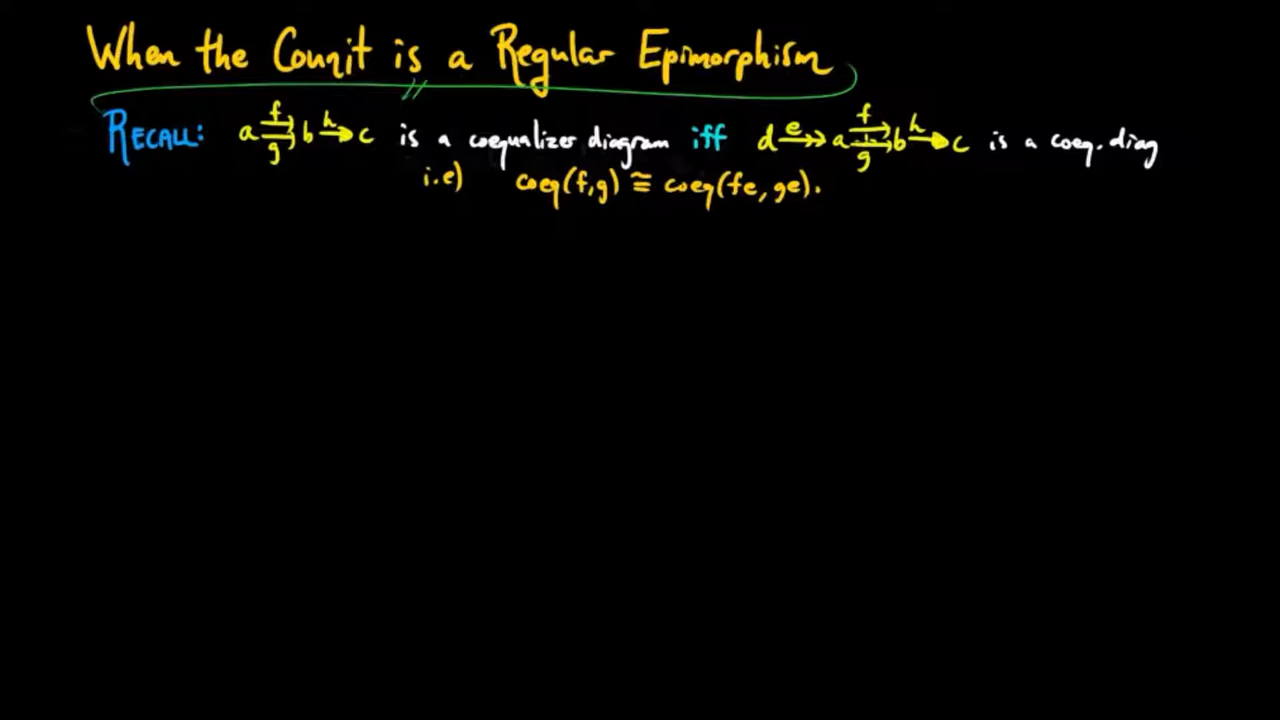 When the Counit is a Regular Epimorphism
RECALL: a ⇉ b →ʰ c (f, g) is a coequalizer diagram iff d ↠ᵉ a ⇉ b →ʰ c (f, g) is a coeq. diag
i.e) coeq(f,g) ≅ coeq(fe, ge).